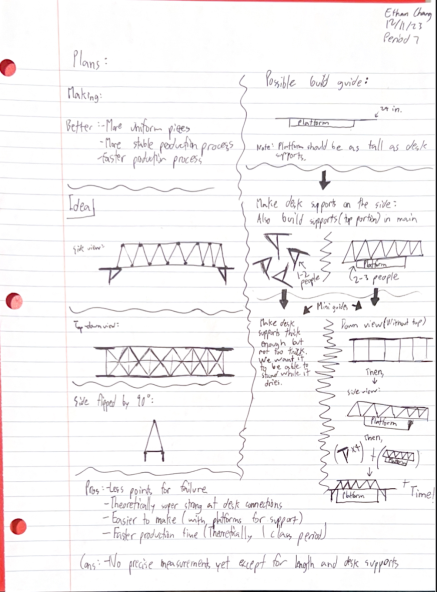 Ethan Chang
12/11/23
Period 7
Plans:
Making:
Better: -More uniform pieces
-More stable production process
-faster production process
Idea
Side view:
Top-down view:
Side flipped by 90°:
Possible build guide:
24 in.
Platform
Note: Platform should be as tall as desk
supports.
Make desk supports on the side:
Also build supports (top portion) in main
1-2
people
Platform
2-3 people
Mini guides
Make desk
supports thick
enough but
not too thick.
We want it
to be able to
stand while it
dries.
Down view (Without top)
Then,
Side view:
Platform
Then,
x4
+
Platform
+ Time!
Pros: -Less points for failure
-Theoretically super strong at desk connections
-Easier to make (with platforms for support)
-Faster production time (Theoretically 1 class period)
Cons: -No precise measurements yet except for length and desk supports